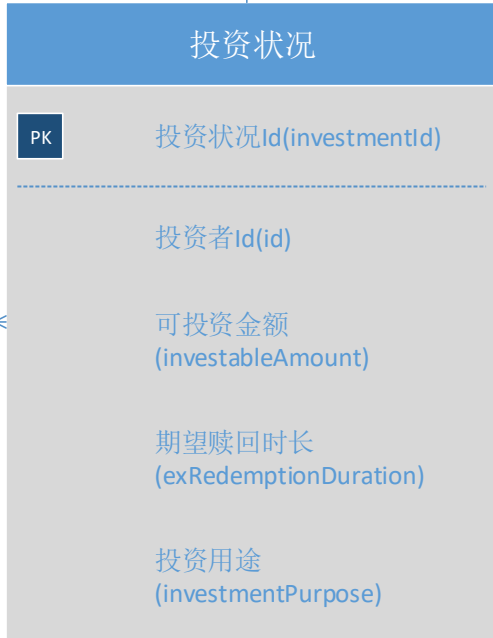 投资状况
PK
投资状况Id(investmentId)
投资者Id(id)
可投资金额
(investableAmount)
期望赎回时长
(exRedemptionDuration)
投资用途
(investmentPurpose)